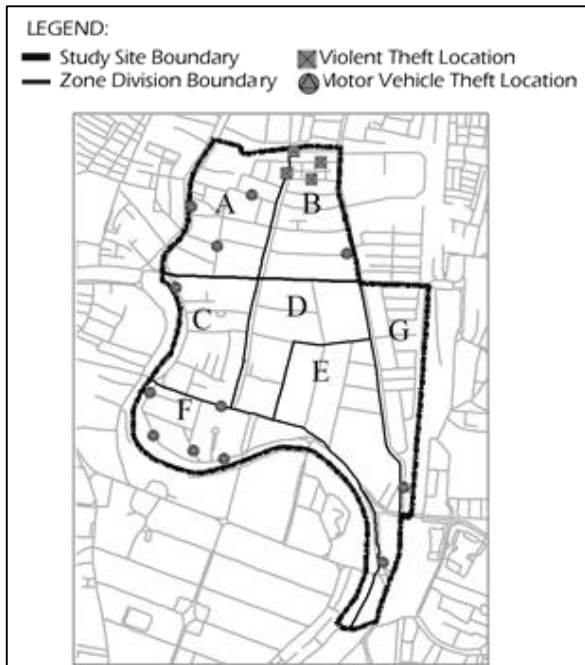 LEGEND:
Study Site Boundary
Violent Theft Location
Zone Division Boundary
Motor Vehicle Theft Location
A
B
D
C
G
E
F